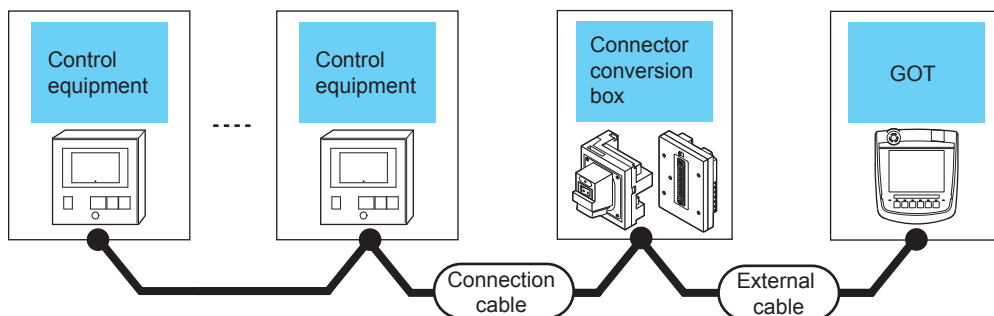 Control
equipment
Control
equipment
Connector
conversion
box
GOT
Connection
cable
External
cable